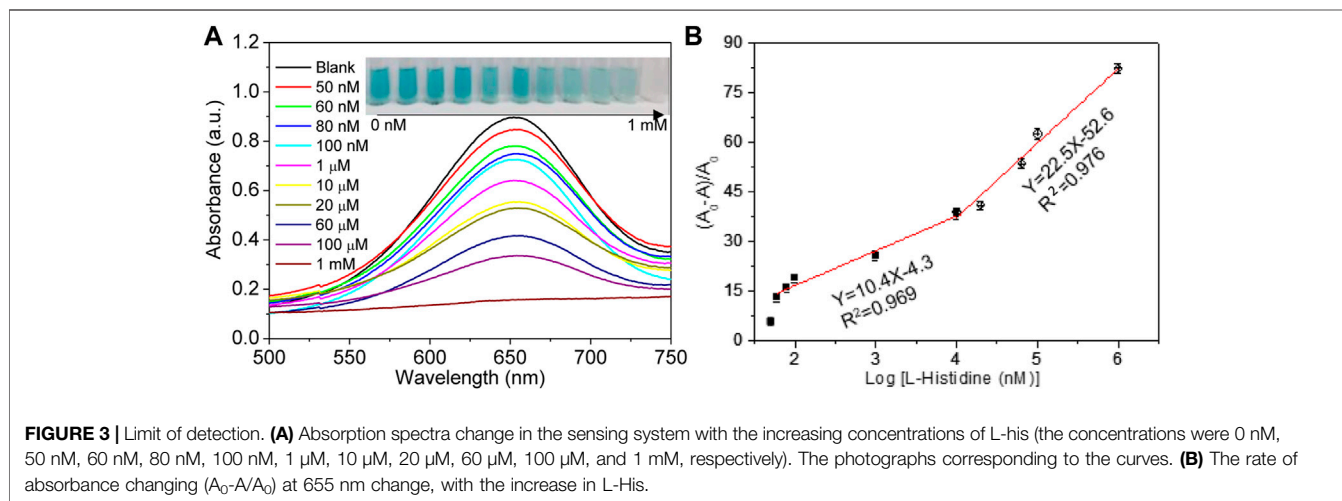 A
1.2
1.0
0.8
0.6
0.4
0.2
0.0
Absorbance (a.u.)
Blank
50 nM
60 nM
80 nM
100 nM
1 μM
10 μM
20 μM
60 μM
100 μM
1 mM
0 nM
1 mM
500
550
600
650
700
750
Wavelength (nm)
B
90
75
60
45
30
15
0
(A₀-A)/A₀
Y=10.4X-4.3
R²=0.969
Y=22.5X-52.6
R²=0.976
2
3
4
5
6
Log [L-Histidine (nM)]
FIGURE 3 | Limit of detection. (A) Absorption spectra change in the sensing system with the increasing concentrations of L-his (the concentrations were 0 nM,
50 nM, 60 nM, 80 nM, 100 nM, 1 µM, 10 µM, 20 µM, 60 µM, 100 µM, and 1 mM, respectively). The photographs corresponding to the curves. (B) The rate of
absorbance changing (A₀-A/A₀) at 655 nm change, with the increase in L-His.